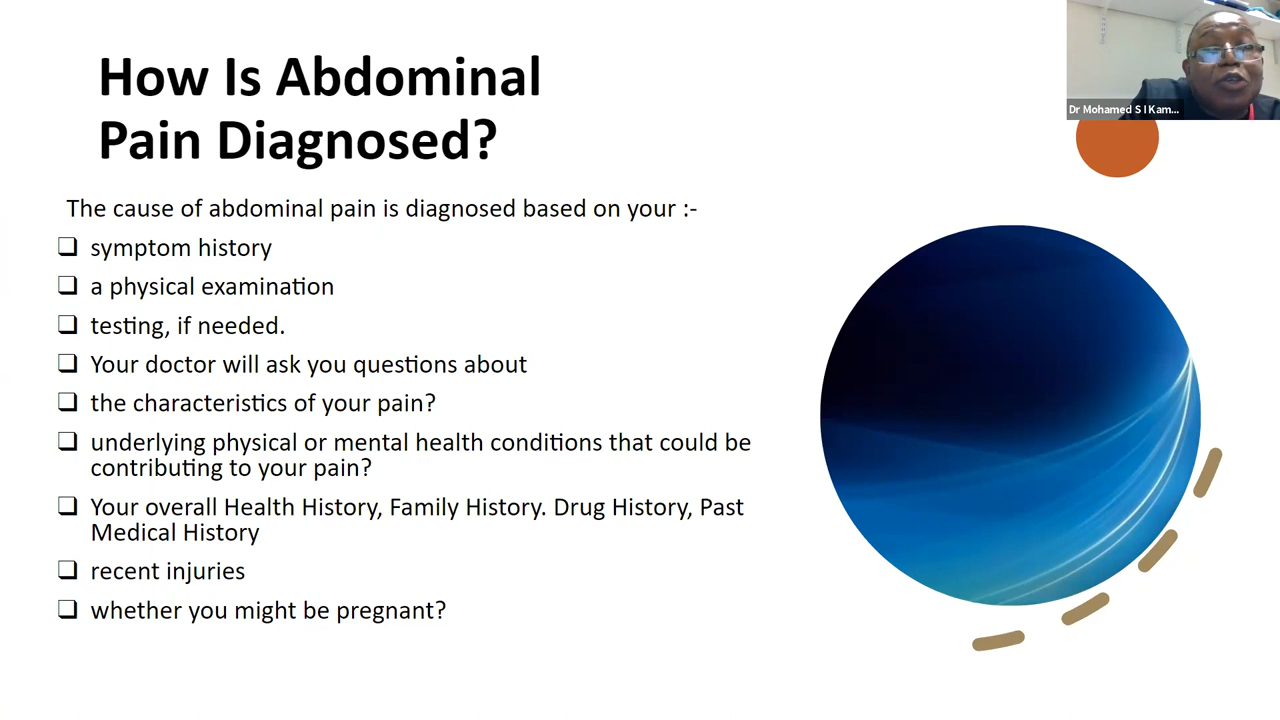 How Is Abdominal
Pain Diagnosed?
The cause of abdominal pain is diagnosed based on your :-
❑ symptom history
❑ a physical examination
❑ testing, if needed.
❑ Your doctor will ask you questions about
❑ the characteristics of your pain?
❑ underlying physical or mental health conditions that could be
contributing to your pain?
❑ Your overall Health History, Family History. Drug History, Past
Medical History
❑ recent injuries
❑ whether you might be pregnant?
Dr Mohamed S I Kam...